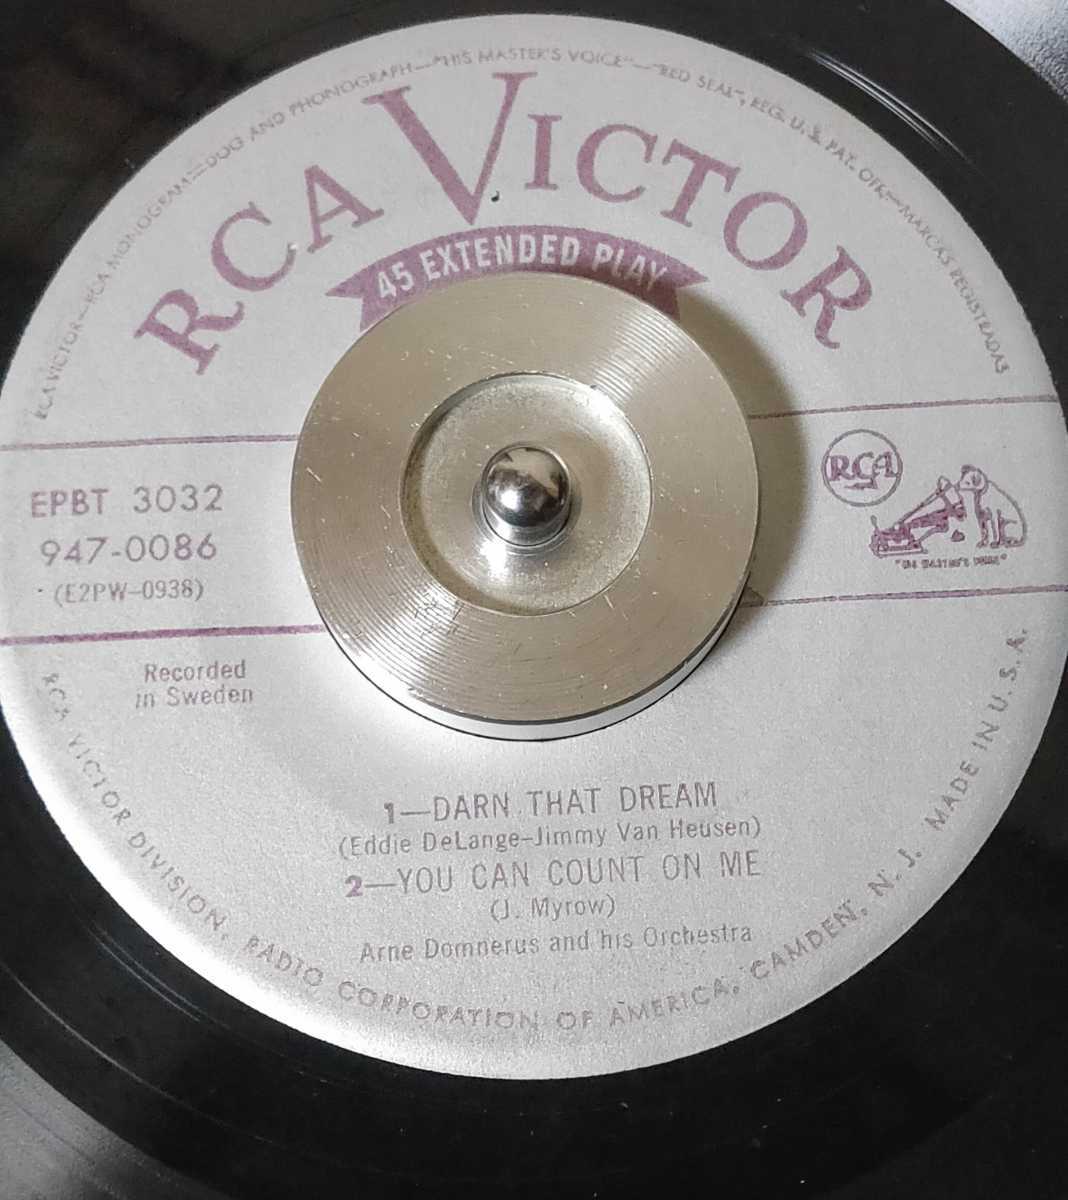 RCA VICTOR—RCA MONOGRAM—DOG AND PHONOGRAPH—"HIS MASTER'S VOICE"—"RED SEAL", REG. U.S. PAT. OFF.—MARCAS REGISTRADAS
RCA VICTOR
45 EXTENDED PLAY
RCA
"HIS MASTER'S VOICE"
EPBT 3032
947-0086
(E2PW-0938)
Recorded
in Sweden
1—DARN THAT DREAM
(Eddie DeLange-Jimmy Van Heusen)
2—YOU CAN COUNT ON ME
(J. Myrow)
Arne Domnerus and his Orchestra
RCA VICTOR DIVISION, RADIO CORPORATION OF AMERICA, CAMDEN, N. J. MADE IN U. S. A.